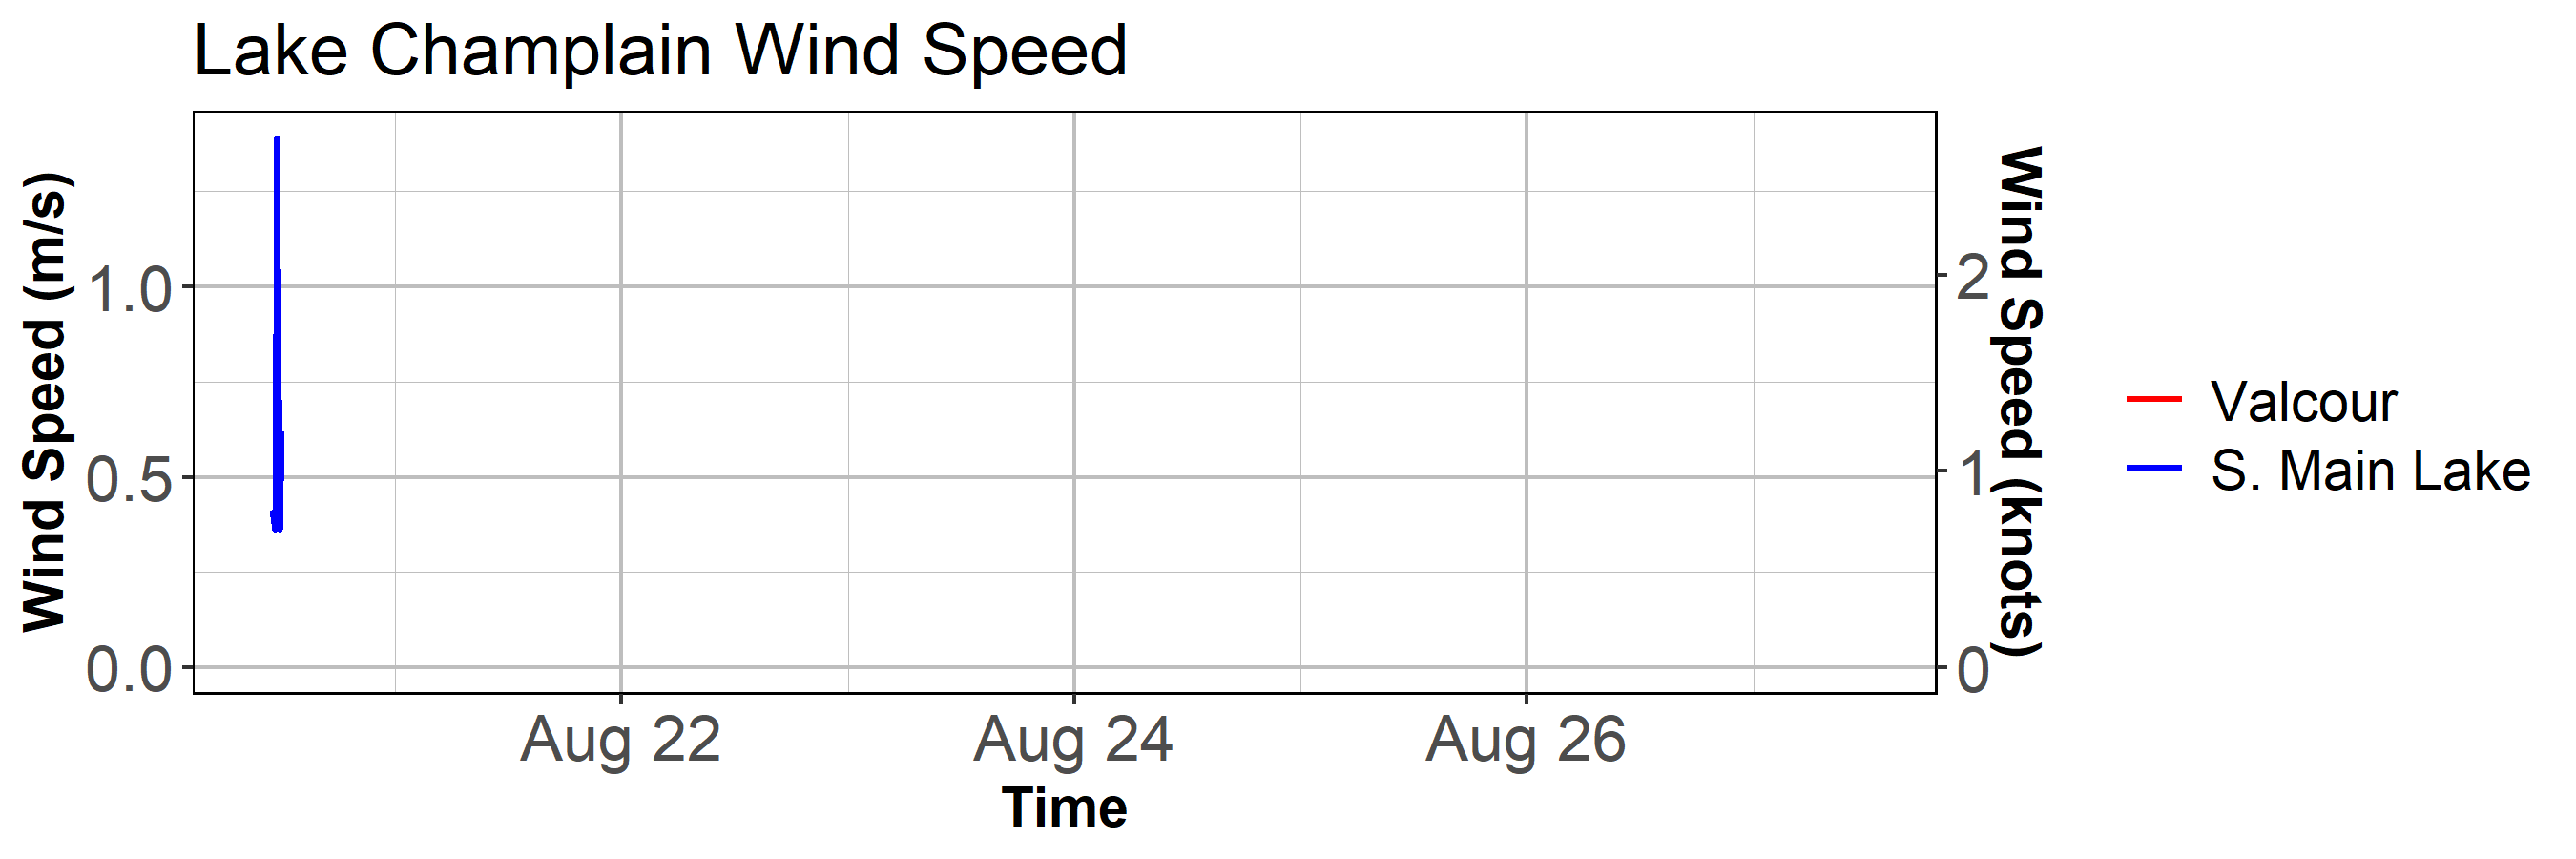 Lake Champlain Wind Speed
Wind Speed (m/s)
1.0
0.5
0.0
2
1
0
Wind Speed (knots)
Aug 22
Aug 24
Aug 26
Time
Valcour
S. Main Lake